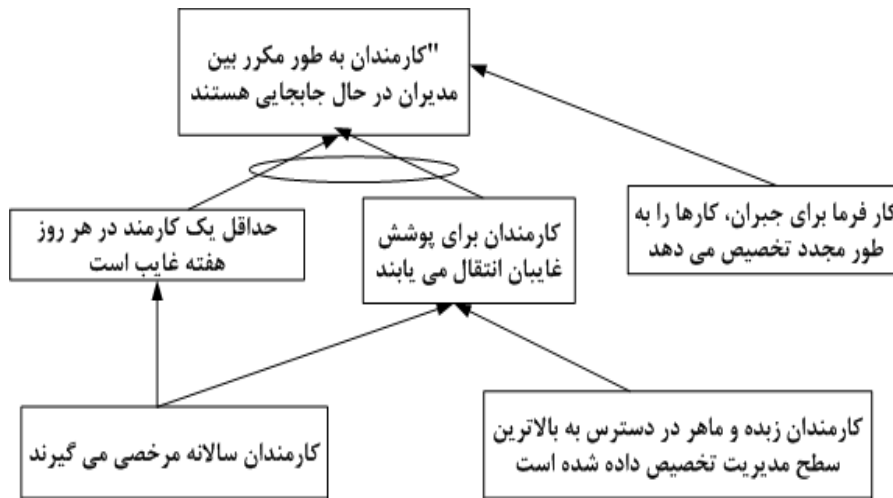 "کارمندان به طور مکرر بین
مدیران در حال جابجایی هستند
کار فرما برای جبران، کارها را به
طور مجدد تخصیص می دهد
کارمندان برای پوشش
غایبان انتقال می یابند
حداقل یک کارمند در هر روز
هفته غایب است
کارمندان زبده و ماهر در دسترس به بالاترین
سطح مدیریت تخصیص داده شده است
کارمندان سالانه مرخصی می گیرند